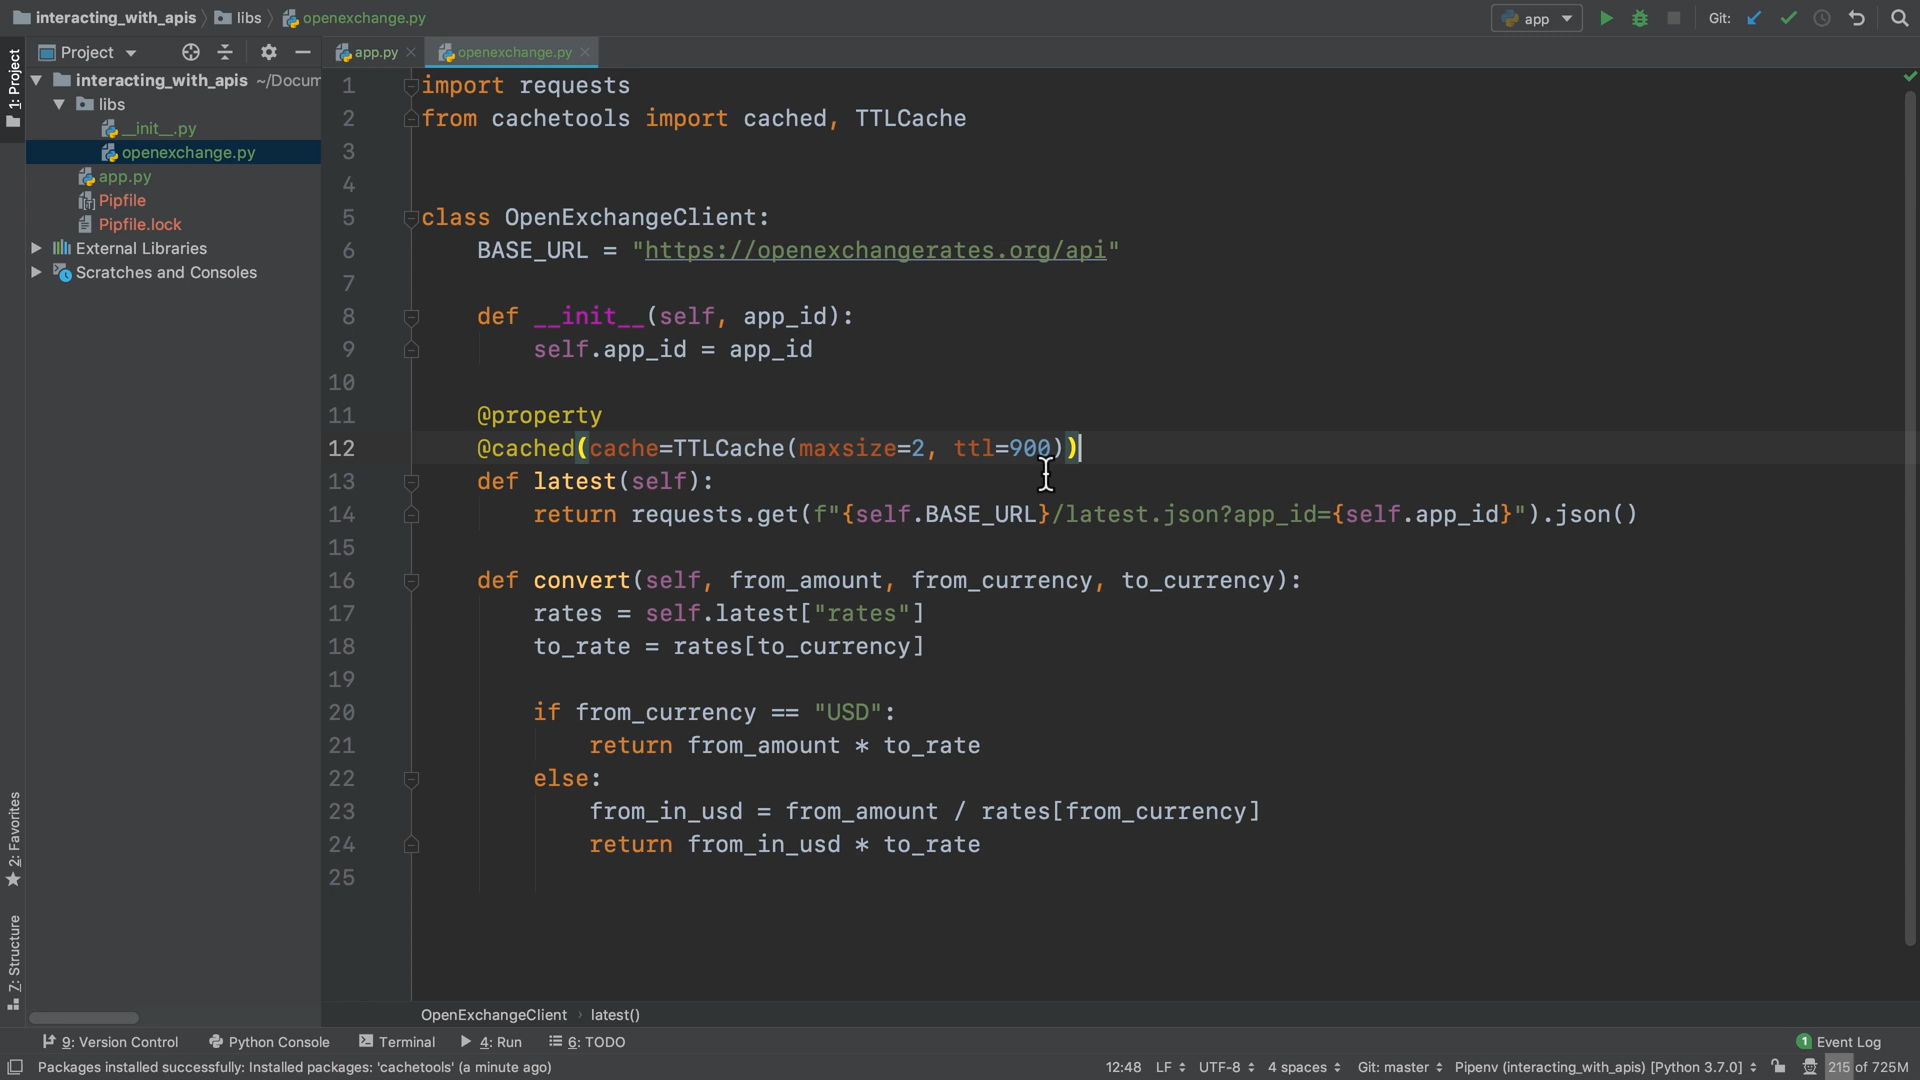 interacting_with_apis
libs
openexchange.py
app
Git:
1: Project
Project
app.py
openexchange.py
interacting_with_apis ~/Docum
libs
__init__.py
openexchange.py
app.py
Pipfile
Pipfile.lock
External Libraries
Scratches and Consoles
1 import requests
2 from cachetools import cached, TTLCache
3
4
5 class OpenExchangeClient:
6 BASE_URL = "https://openexchangerates.org/api"
7
8 def __init__(self, app_id):
9 self.app_id = app_id
10
11 @property
12 @cached(cache=TTLCache(maxsize=2, ttl=900))
13 def latest(self):
14 return requests.get(f"{self.BASE_URL}/latest.json?app_id={self.app_id}").json()
15
16 def convert(self, from_amount, from_currency, to_currency):
17 rates = self.latest["rates"]
18 to_rate = rates[to_currency]
19
20 if from_currency == "USD":
21 return from_amount * to_rate
22 else:
23 from_in_usd = from_amount / rates[from_currency]
24 return from_in_usd * to_rate
25
2: Favorites
7: Structure
OpenExchangeClient › latest()
9: Version Control
Python Console
Terminal
4: Run
6: TODO
1 Event Log
Packages installed successfully: Installed packages: 'cachetools' (a minute ago)
12:48
LF
UTF-8
4 spaces
Git: master
Pipenv (interacting_with_apis) [Python 3.7.0]
215 of 725M